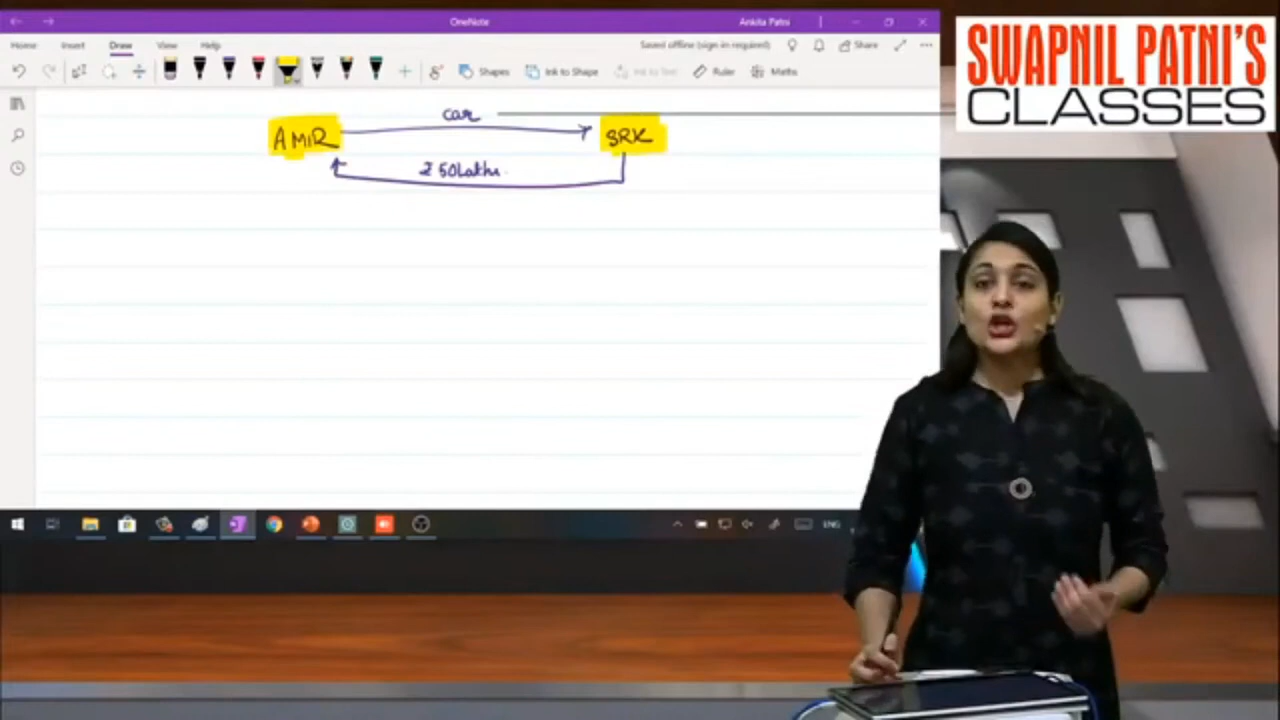 OneNote
Ankita Patni
Home Insert Draw View Help
Saved offline (sign in required) Share
Shapes Ink to Shape Ink to Text Ruler Maths
car
AMIR SRK
₹ 50Lakhs
ENG
SWAPNIL PATNI'S
CLASSES